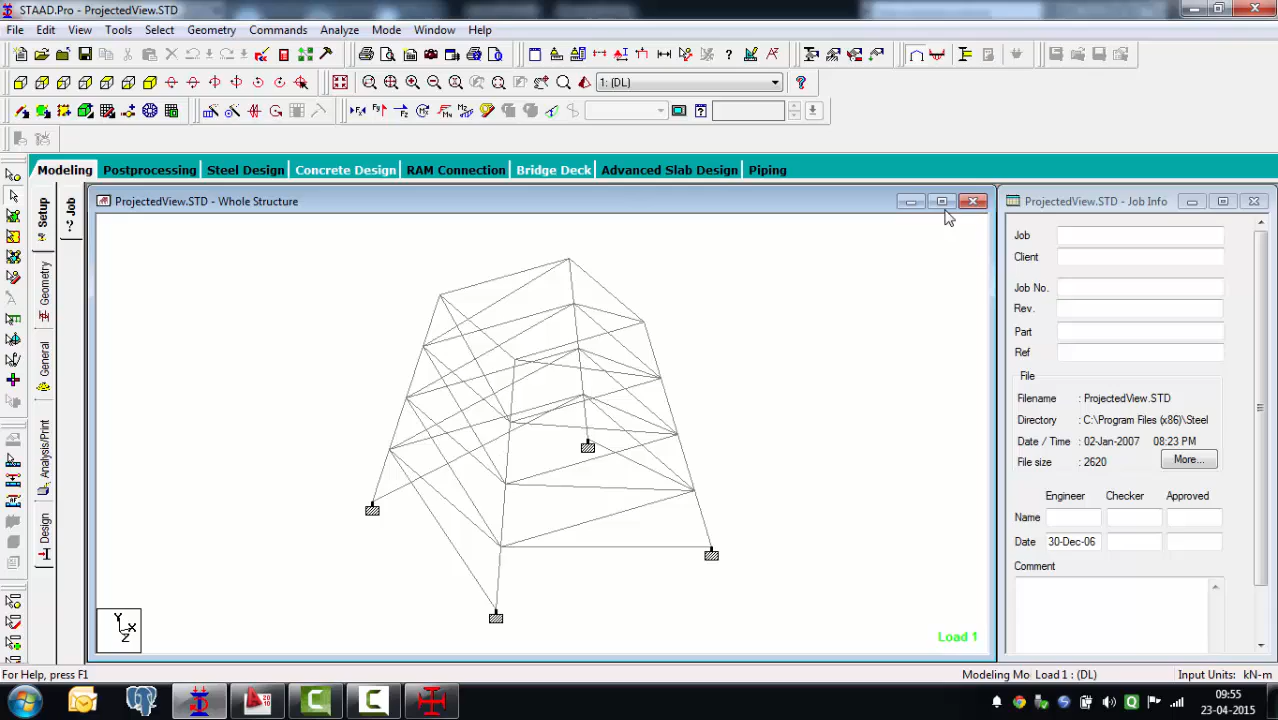 STAAD.Pro - ProjectedView.STD
File Edit View Tools Select Geometry Commands Analyze Mode Window Help
1: (DL)
Modeling Postprocessing Steel Design Concrete Design RAM Connection Bridge Deck Advanced Slab Design Piping
Setup
Geometry
General
Analysis/Print
Design
Job
ProjectedView.STD - Whole Structure
Y
X
Z
Load 1
ProjectedView.STD - Job Info
Job
Client
Job No.
Rev.
Part
Ref
File
Filename : ProjectedView.STD
Directory : C:\Program Files (x86)\Steel
Date / Time : 02-Jan-2007 08:23 PM
File size : 2620 More...
Engineer Checker Approved
Name
Date 30-Dec-06
Comment
For Help, press F1
Modeling Mo Load 1 : (DL) Input Units: kN-m
09:55
23-04-2015